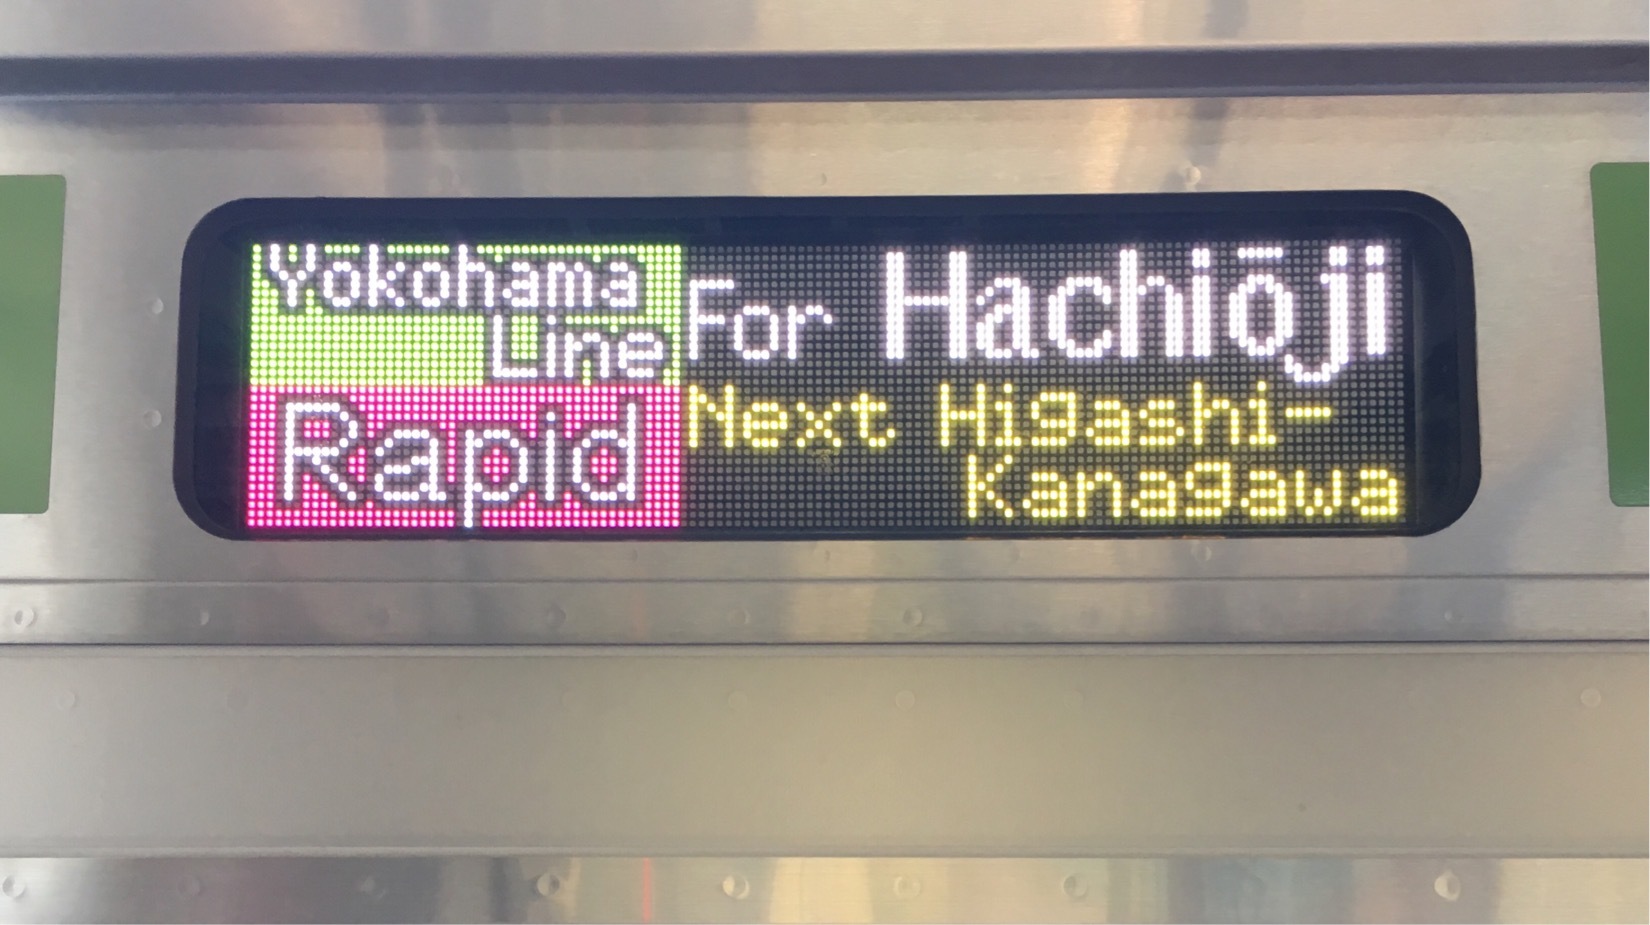 Yokohama
Line
Rapid
For Hachiōji
Next Higashi-
Kanagawa